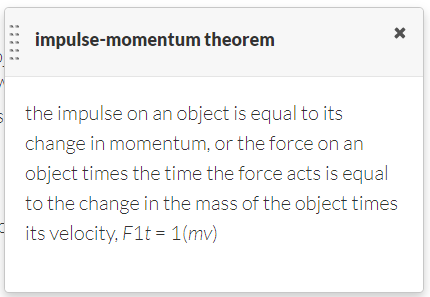 impulse-momentum theorem
the impulse on an object is equal to its
change in momentum, or the force on an
object times the time the force acts is equal
to the change in the mass of the object times
its velocity, F1t = 1(mv)